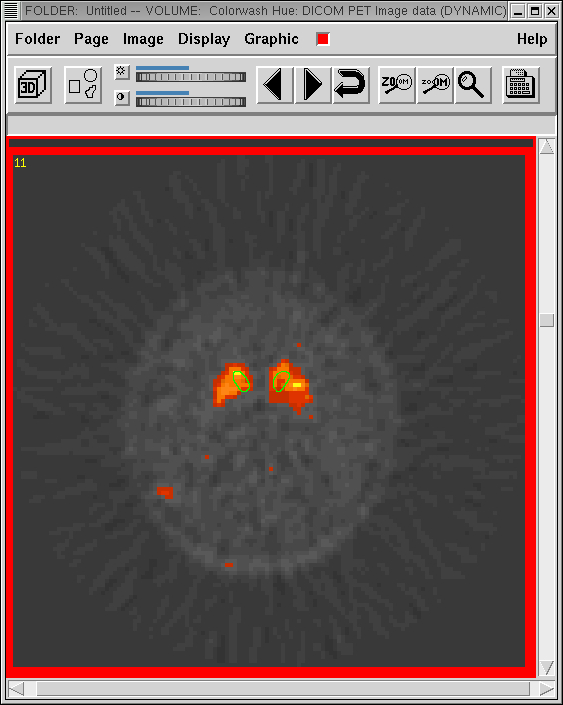 FOLDER: Untitled -- VOLUME: Colorwash Hue: DICOM PET Image data (DYNAMIC)
Folder Page Image Display Graphic Help
3D ZOOM ZOOM
11